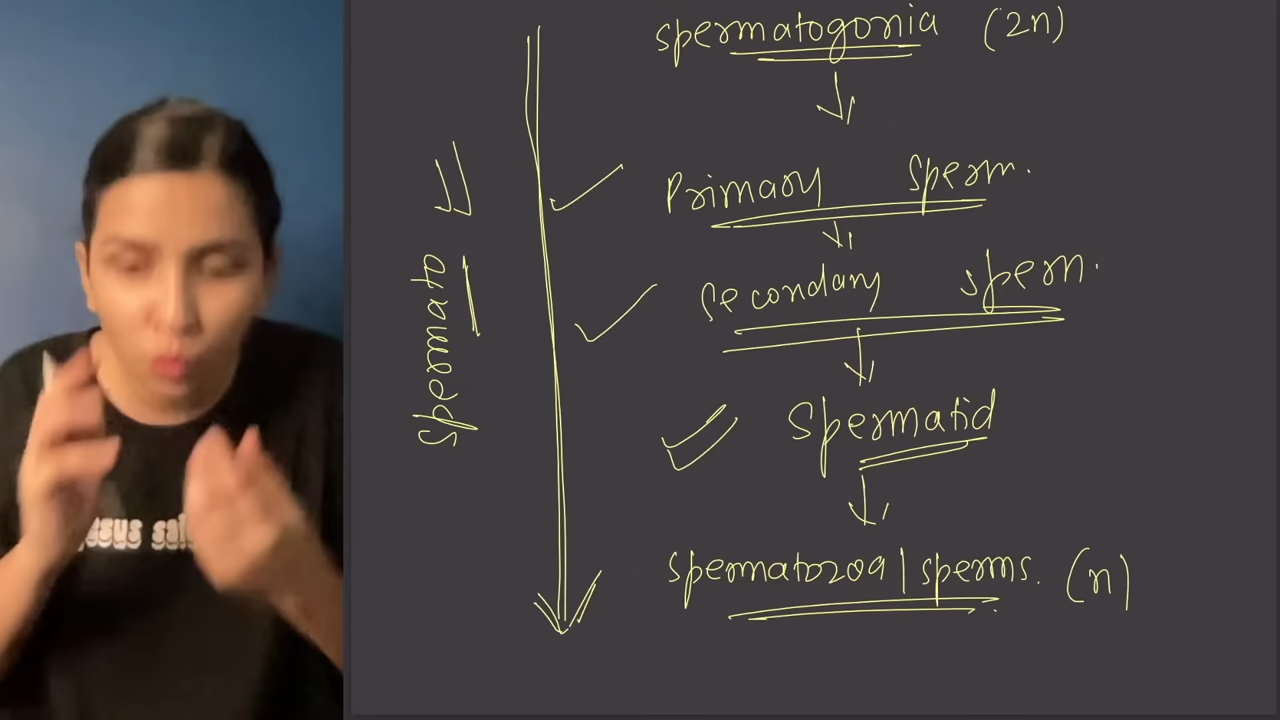 spermatogonia (2n)
Primary sperm.
Secondary sperm.
Spermatid
spermatozoa | sperms. (n)
spermato